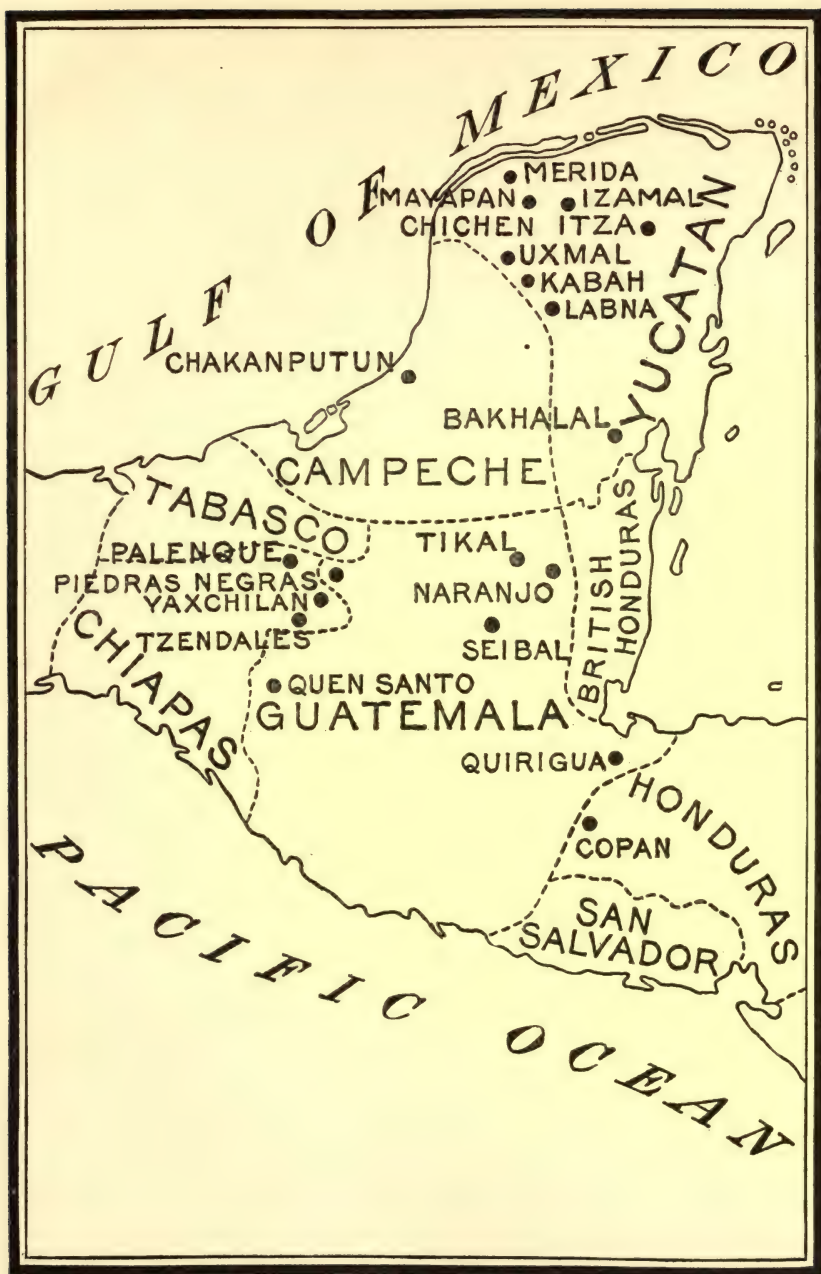 GULF OF MEXICO
MERIDA
MAYAPAN
IZAMAL
CHICHEN ITZA
UXMAL
KABAH
LABNA
YUCATAN
CHAKANPUTUN
BAKHALAL
CAMPECHE
TABASCO
TIKAL
PALENQUE
PIEDRAS NEGRAS
NARANJO
YAXCHILAN
BRITISH
HONDURAS
TZENDALES
SEIBAL
CHIAPAS
QUEN SANTO
GUATEMALA
QUIRIGUA
HONDURAS
COPAN
SAN
SALVADOR
PACIFIC OCEAN